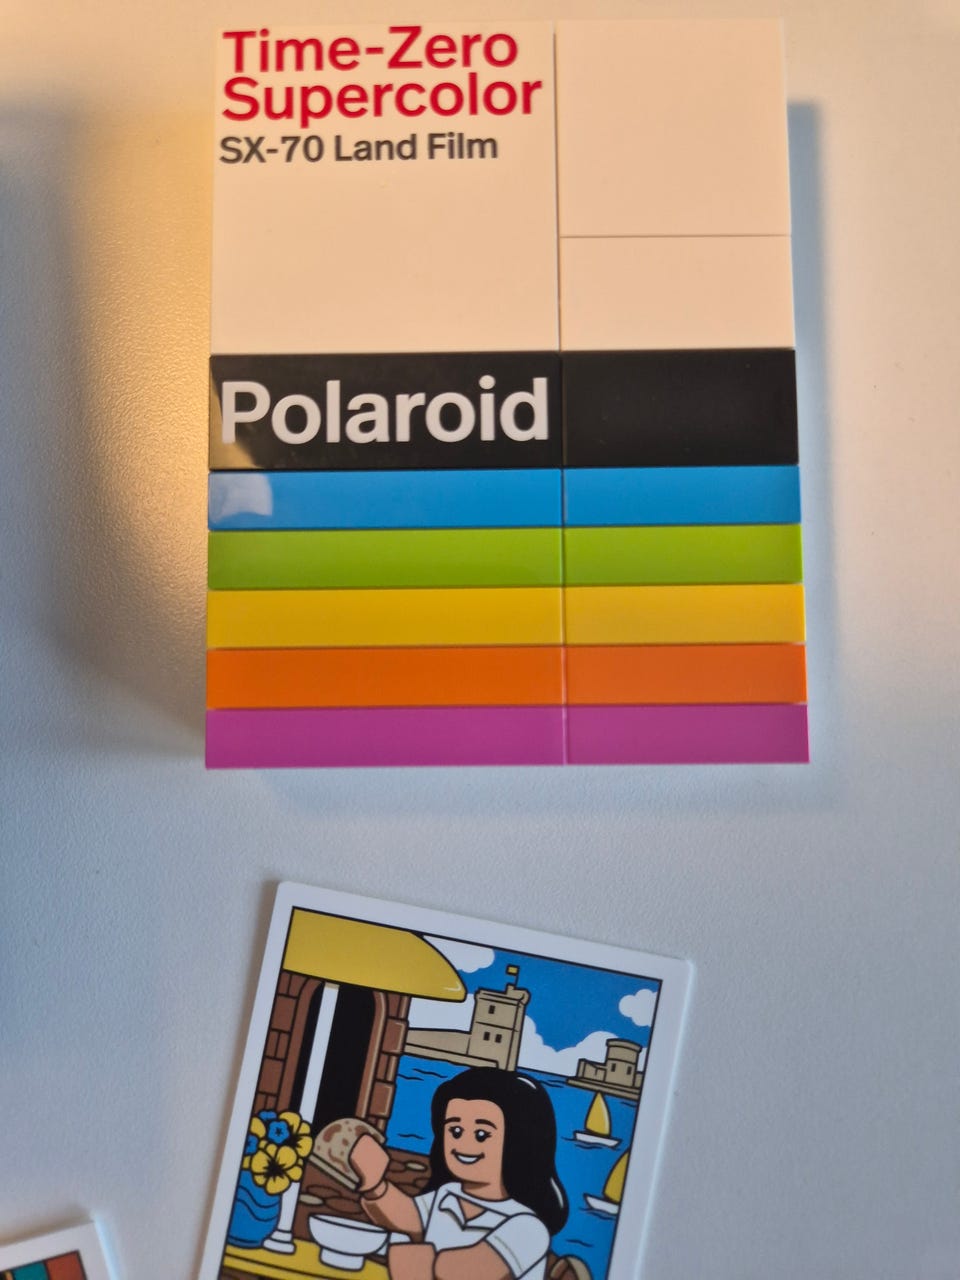 Time-Zero
Supercolor
SX-70 Land Film
Polaroid